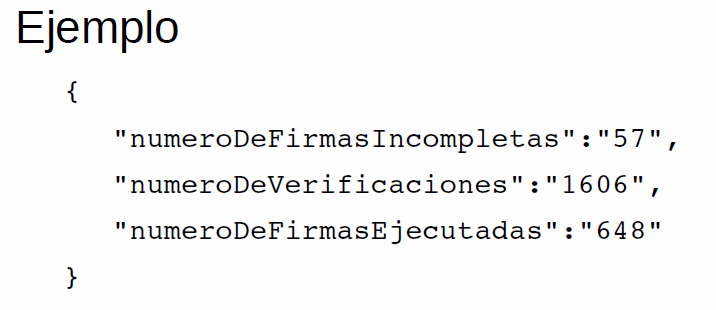 Ejemplo
{
"numeroDeFirmasIncompletas":"57",
"numeroDeVerificaciones":"1606",
"numeroDeFirmasEjecutadas":"648"
}